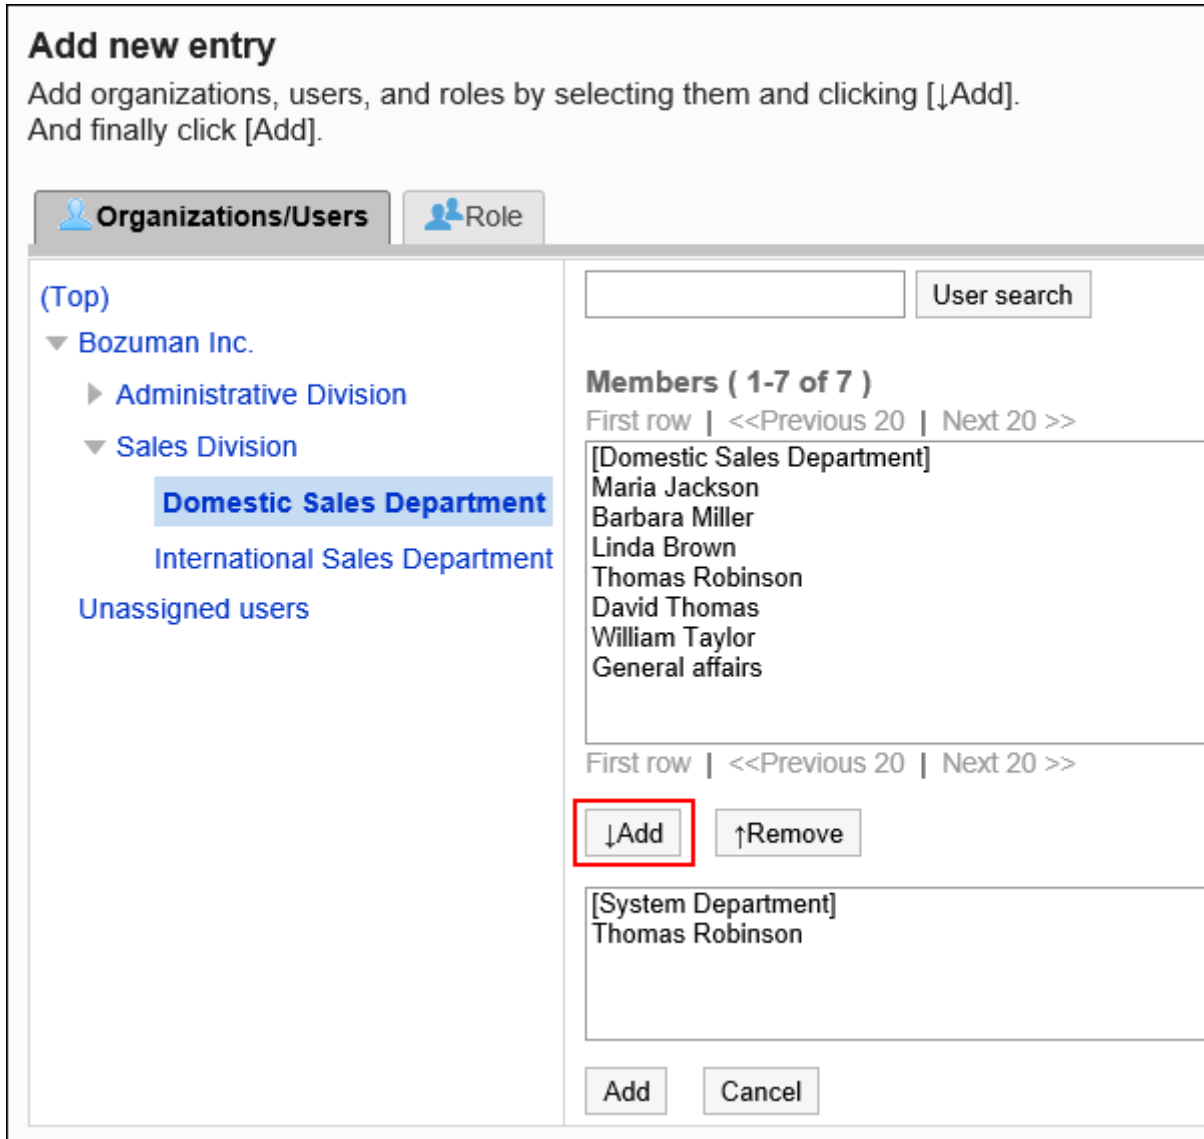 Add new entry
Add organizations, users, and roles by selecting them and clicking [↓Add].
And finally click [Add].
Organizations/Users
Role
(Top)
Bozuman Inc.
Administrative Division
Sales Division
Domestic Sales Department
International Sales Department
Unassigned users
User search
Members ( 1-7 of 7 )
First row | <<Previous 20 | Next 20 >>
[Domestic Sales Department]
Maria Jackson
Barbara Miller
Linda Brown
Thomas Robinson
David Thomas
William Taylor
General affairs
First row | <<Previous 20 | Next 20 >>
↓Add ↑Remove
[System Department]
Thomas Robinson
Add Cancel